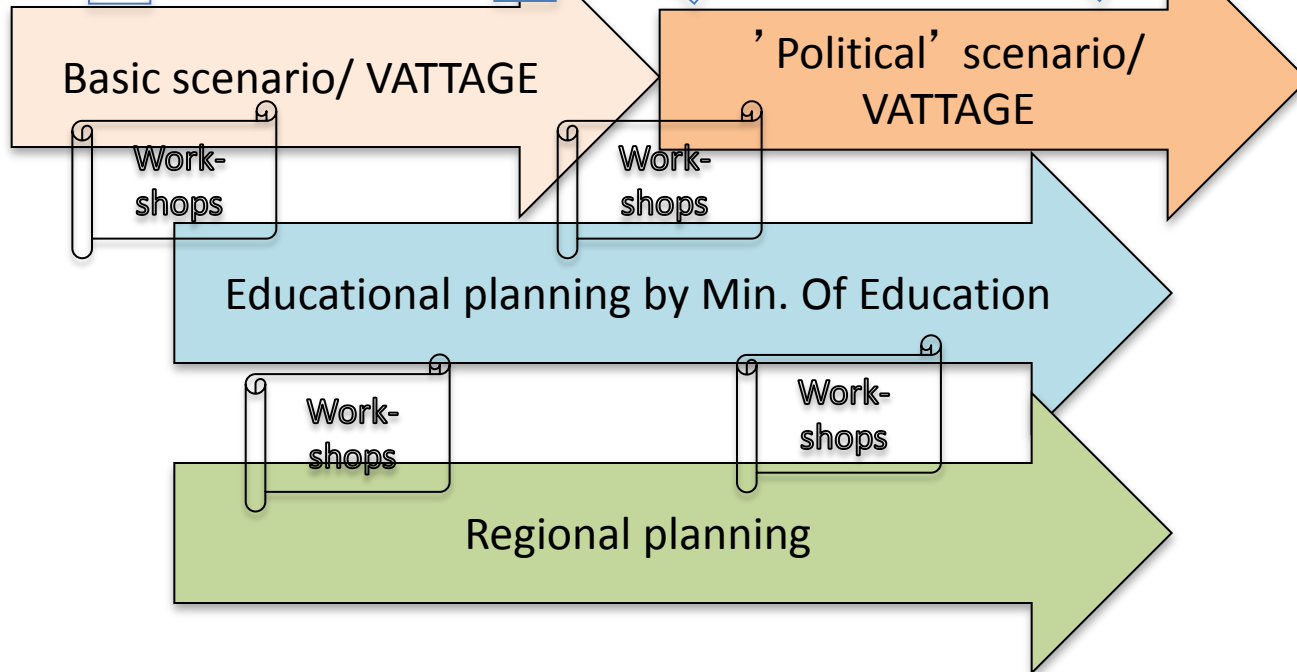 Basic scenario/ VATTAGE
’Political’ scenario/
VATTAGE
Work-
shops
Work-
shops
Educational planning by Min. Of Education
Work-
shops
Work-
shops
Regional planning